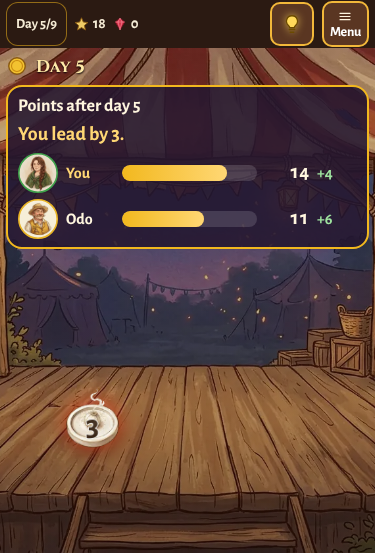 Day 5/9
18
0
Menu
Day 5
Points after day 5
You lead by 3.
You
14 +4
Odo
11 +6
3